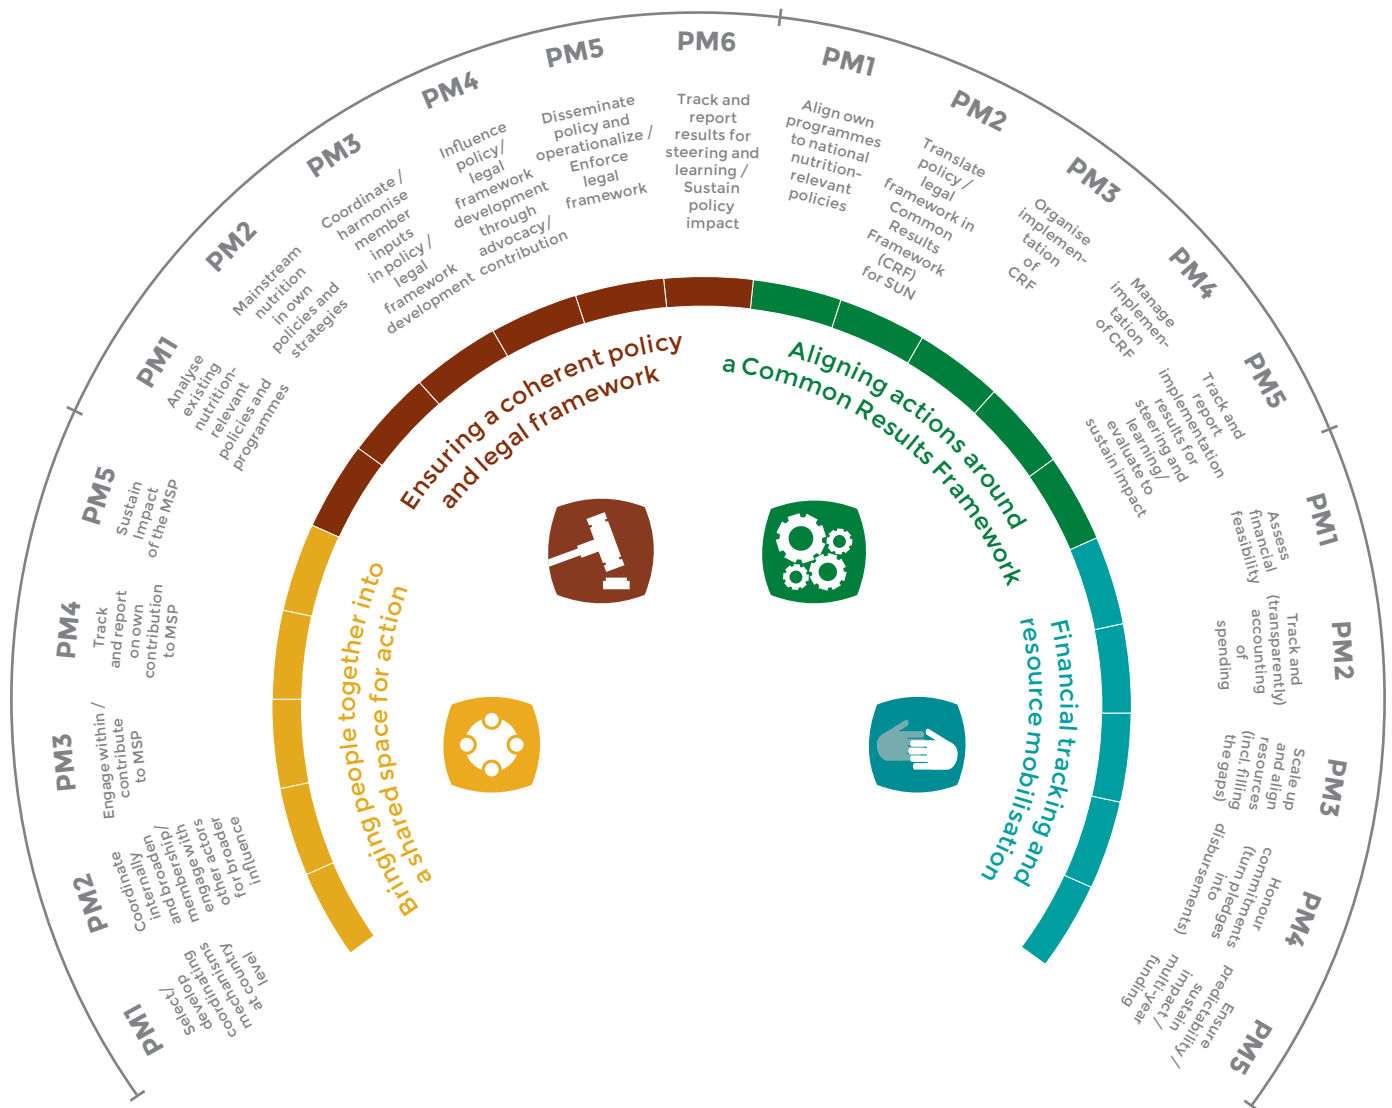 PM1
Select/
develop
coordinating
mechanisms
at country
level
PM2
Coordinate
internally
and broaden
membership/
engage with
other actors
for broader
influence
PM3
Engage within /
contribute
to MSP
PM4
Track
and report
on own
contribution
to MSP
PM5
Sustain
Impact
of the MSP
Bringing people together into
a shared space for action
PM1
Analyse
existing
nutrition-
relevant
policies and
programmes
PM2
Mainstream
nutrition
in own
policies and
strategies
PM3
Coordinate /
harmonise
member
inputs
in policy /
legal
framework
development
PM4
Influence
policy/
legal
framework
development
through
advocacy/
contribution
PM5
Disseminate
policy and
operationalize /
Enforce
legal
framework
PM6
Track and
report
results for
steering and
learning /
Sustain
policy
impact
Ensuring a coherent policy
and legal framework
PM1
Align own
programmes
to national
nutrition-
relevant
policies
PM2
Translate
policy /
legal
framework in
Common
Results
Framework
(CRF)
for SUN
PM3
Organise
implemen-
tation
of
CRF
PM4
Manage
implemen-
tation
of CRF
PM5
Track and
report
implementation
results for
steering and
learning/
evaluate to
sustain impact
Aligning actions around
a Common Results Framework
PM1
Assess
financial
feasibility
PM2
Track and
(transparently)
accounting
of
spending
PM3
Scale up
and align
resources
(incl. filling
the gaps)
PM4
Honour
commitments
(turn pledges
into
disbursements)
PM5
Ensure
predictability /
sustain
impact /
multi-year
funding
Financial tracking and
resource mobilisation